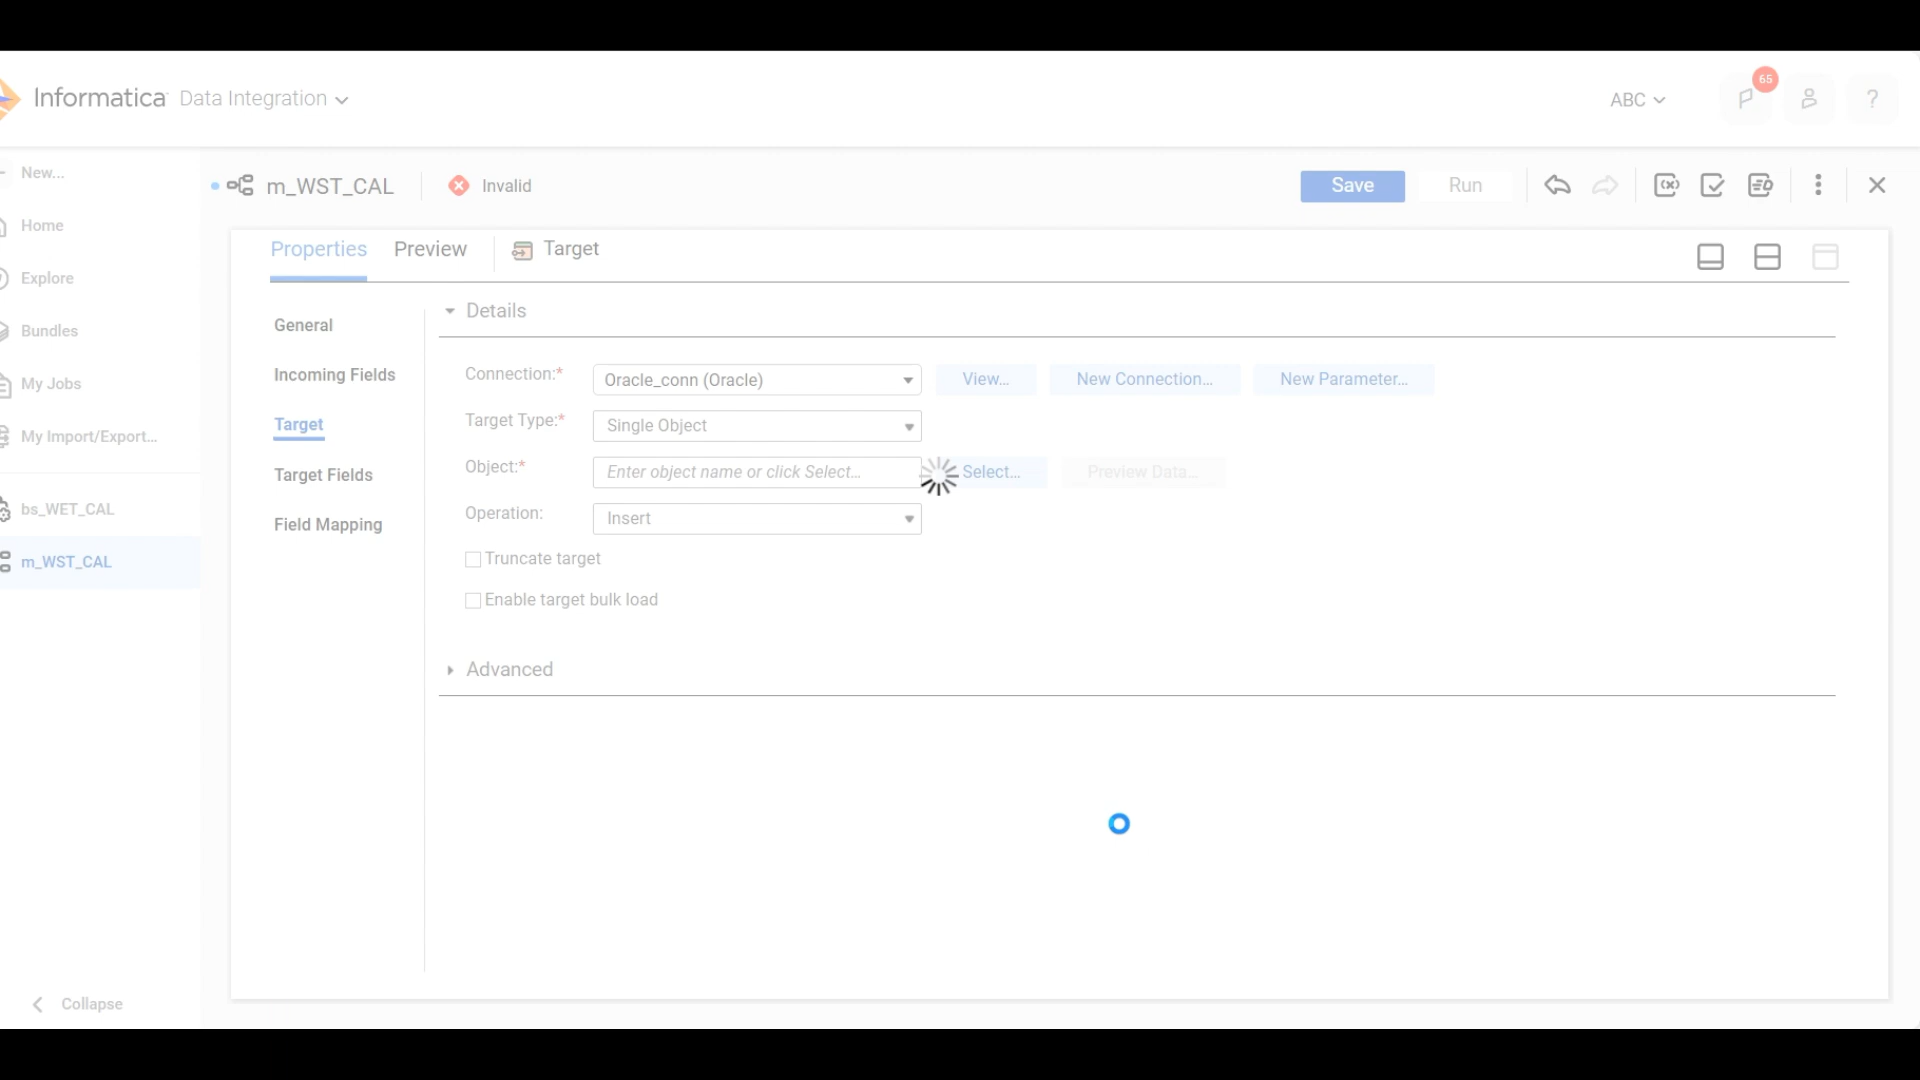 Informatica Data Integration
ABC
65
?
New...
m_WST_CAL
Invalid
Save
Run
Home
Explore
Bundles
My Jobs
My Import/Export...
bs_WET_CAL
m_WST_CAL
Collapse
Properties
Preview
Target
General
Incoming Fields
Target
Target Fields
Field Mapping
Details
Connection:*
Oracle_conn (Oracle)
View...
New Connection...
New Parameter...
Target Type:*
Single Object
Object:*
Enter object name or click Select...
Select...
Preview Data...
Operation:
Insert
Truncate target
Enable target bulk load
Advanced